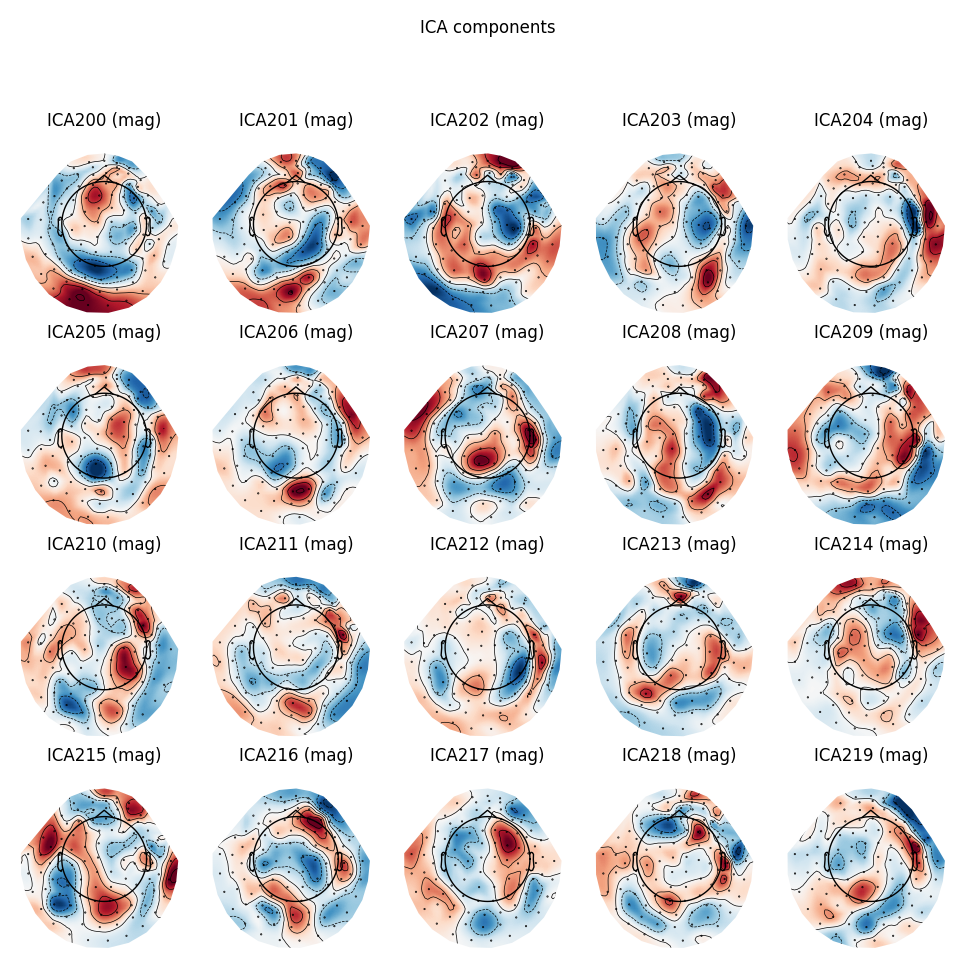 ICA components
ICA200 (mag) ICA201 (mag) ICA202 (mag) ICA203 (mag) ICA204 (mag)
ICA205 (mag) ICA206 (mag) ICA207 (mag) ICA208 (mag) ICA209 (mag)
ICA210 (mag) ICA211 (mag) ICA212 (mag) ICA213 (mag) ICA214 (mag)
ICA215 (mag) ICA216 (mag) ICA217 (mag) ICA218 (mag) ICA219 (mag)